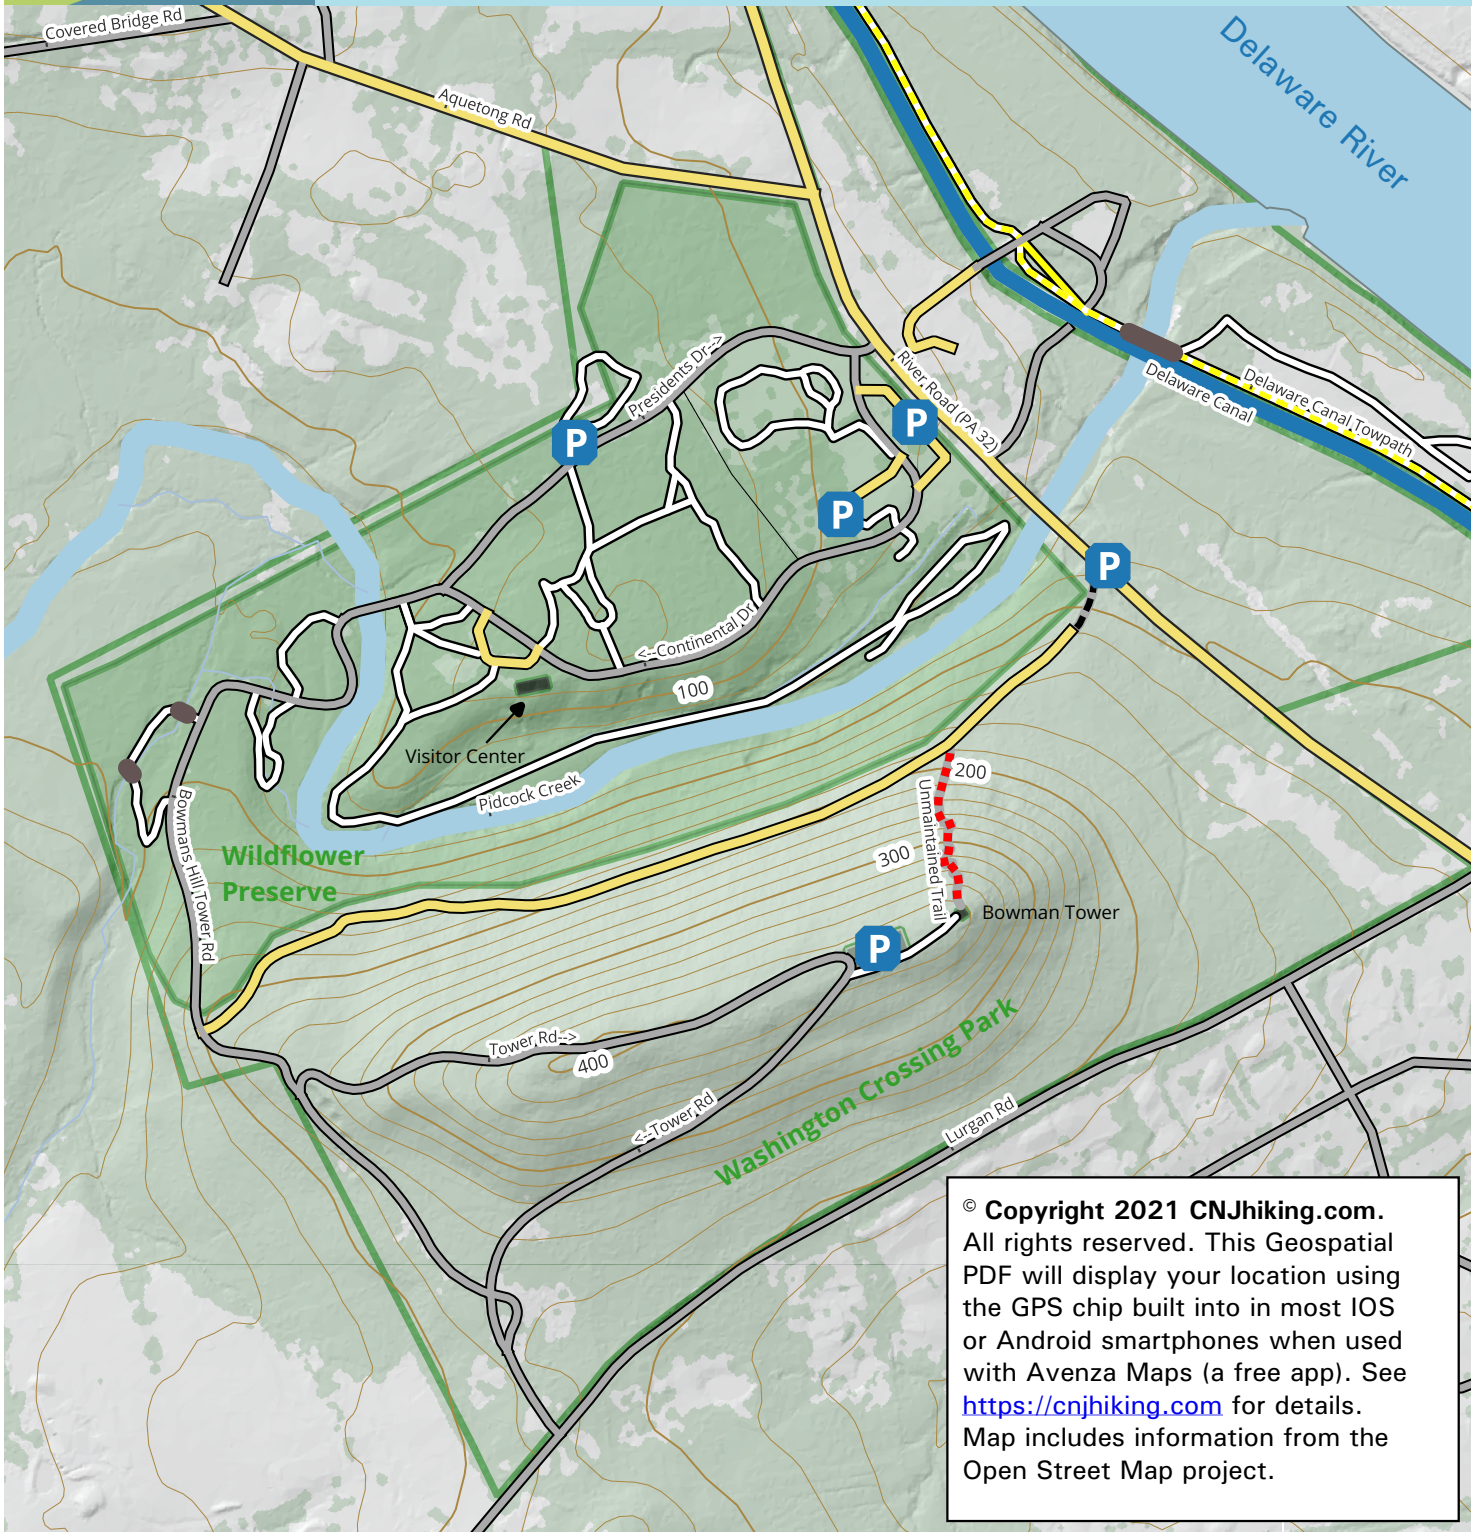 Covered Bridge Rd
Aquetong Rd
Delaware River
Presidents Dr-->
River Road (PA 32)
Delaware Canal
Delaware Canal Towpath
P
P
P
P
<--Continental Dr
100
Visitor Center
Pidcock Creek
200
Unmaintained Trail
300
Bowmans Hill Tower Rd
Wildflower
Preserve
Bowman Tower
P
Tower Rd-->
400
<--Tower Rd
Washington Crossing Park
Lurgan Rd
© Copyright 2021 CNJhiking.com.
All rights reserved. This Geospatial
PDF will display your location using
the GPS chip built into in most IOS
or Android smartphones when used
with Avenza Maps (a free app). See
https://cnjhiking.com for details.
Map includes information from the
Open Street Map project.